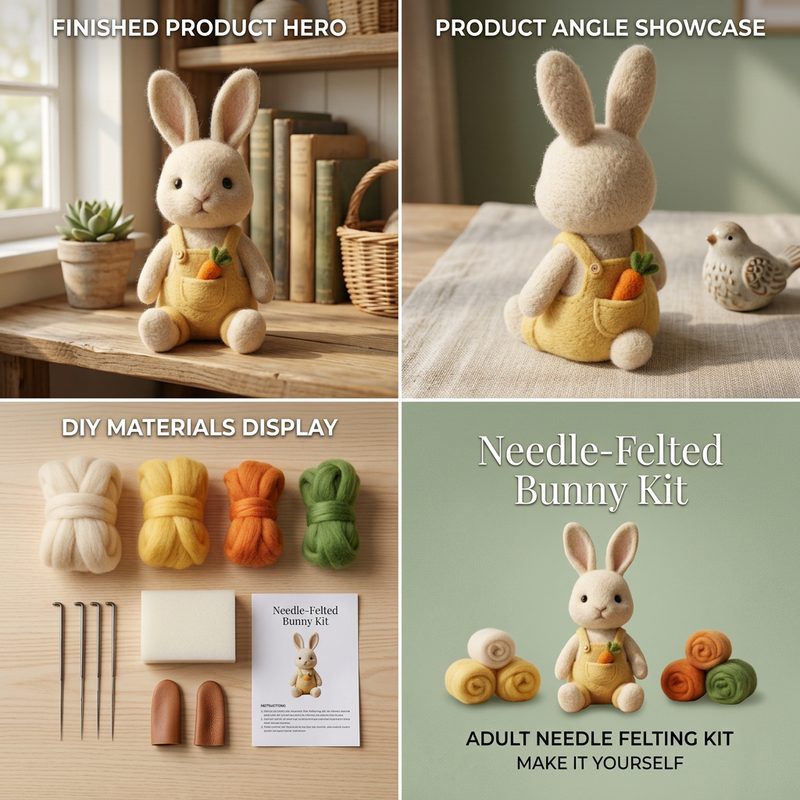 FINISHED PRODUCT HERO
PRODUCT ANGLE SHOWCASE
DIY MATERIALS DISPLAY
Needle-Felted
Bunny Kit
INSTRUCTIONS
Needle-Felted
Bunny Kit
ADULT NEEDLE FELTING KIT
MAKE IT YOURSELF